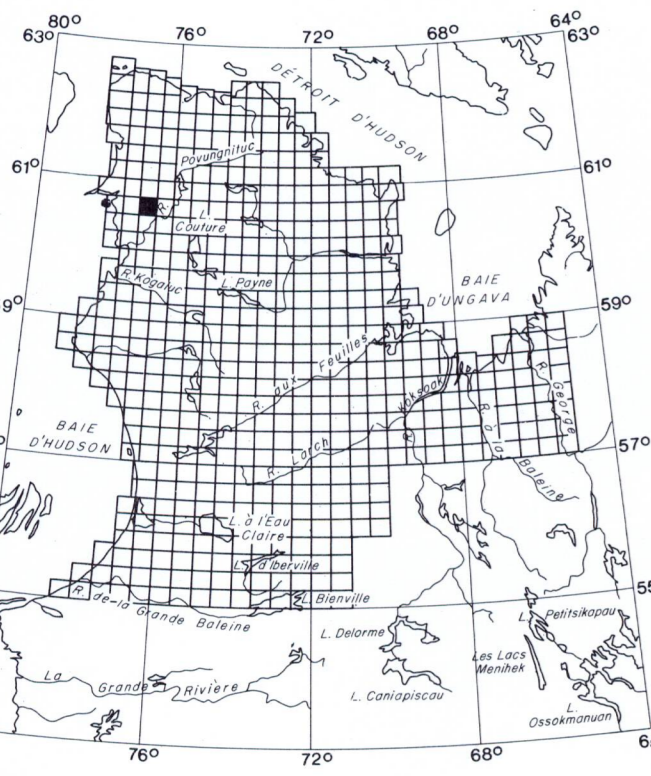 80°
76°
72°
68°
64°
63°
63°
DÉTROIT D'HUDSON
Povungnituc
61°
61°
R.
L.
Couture
R. Kogaluc
L. Payne
BAIE
D'UNGAVA
59°
59°
R. aux Feuilles
Koksoak
R.
R. George
R. à la
Baleine
BAIE
D'HUDSON
R. Larch
57°
L. à l'Eau
Claire
L. d'Iberville
L. Bienville
R. de-la Grande Baleine
55
L. Petitsikapau
L. Delorme
Les Lacs
Menihek
La Grande Rivière
L. Caniapiscau
L.
Ossokmanuan
76°
72°
68°